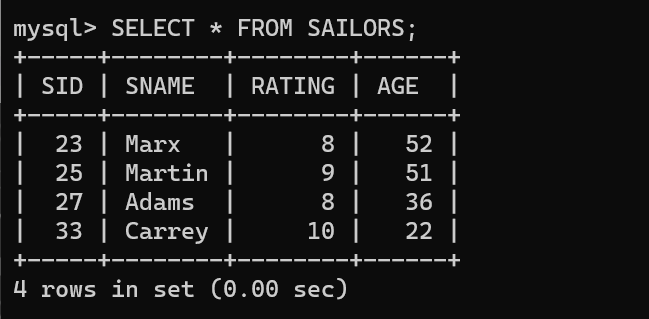 mysql> SELECT * FROM SAILORS;
+-----+--------+--------+------+
| SID | SNAME  | RATING | AGE  |
+-----+--------+--------+------+
|  23 | Marx   |      8 |   52 |
|  25 | Martin |      9 |   51 |
|  27 | Adams  |      8 |   36 |
|  33 | Carrey |     10 |   22 |
+-----+--------+--------+------+
4 rows in set (0.00 sec)